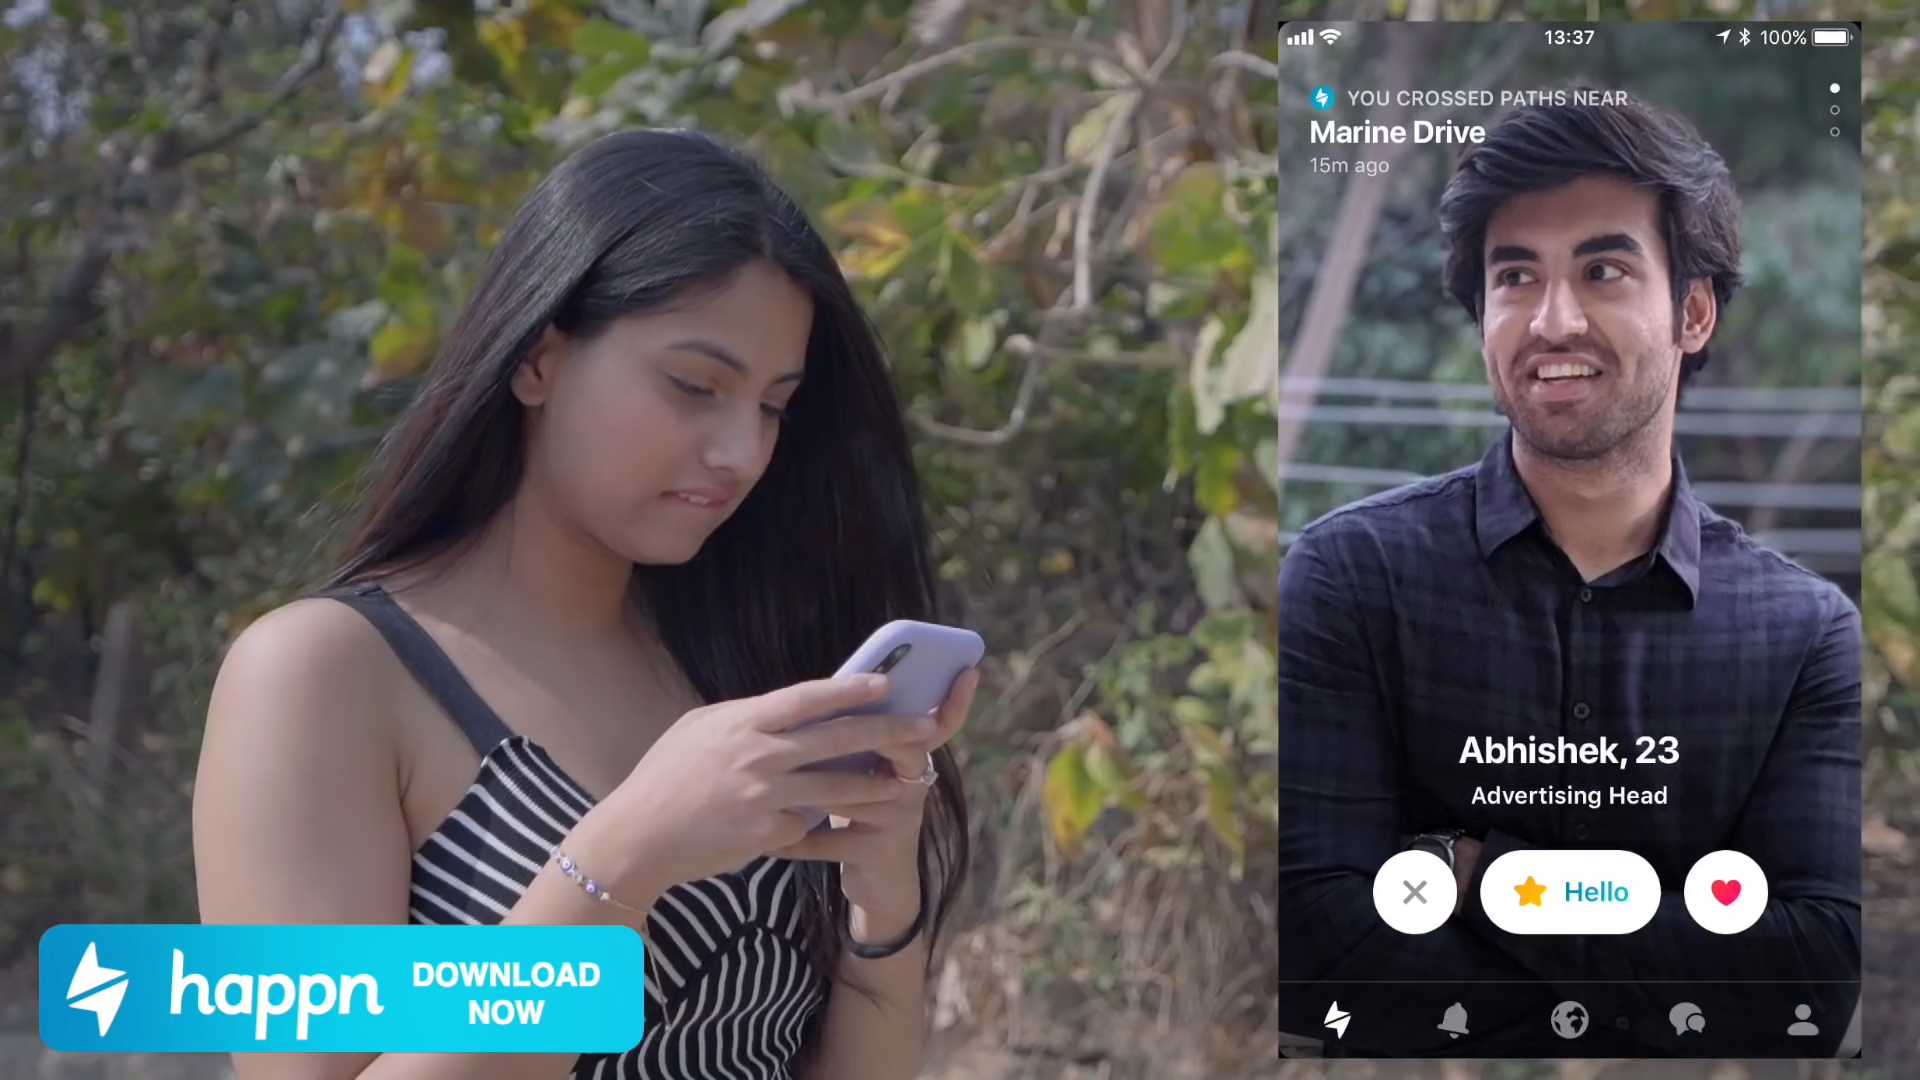 13:37
100%
YOU CROSSED PATHS NEAR
Marine Drive
15m ago
Abhishek, 23
Advertising Head
Hello
happn
DOWNLOAD
NOW